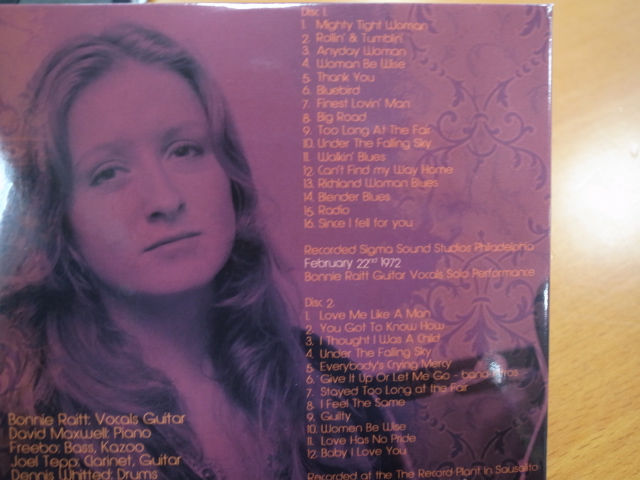 Disc 1.
1. Mighty Tight Woman
2. Rollin' & Tumblin'
3. Anyday Woman
4. Woman Be Wise
5. Thank You
6. Bluebird
7. Finest Lovin' Man
8. Big Road
9. Too Long At The Fair
10. Under The Falling Sky
11. Walkin' Blues
12. Can't Find my Way Home
13. Richland Woman Blues
14. Blender Blues
15. Radio
16. Since I fell for you
Recorded Sigma Sound Studios Philadelphia
February 22nd 1972
Bonnie Raitt Guitar Vocals Solo Performance
Disc 2.
1. Love Me Like A Man
2. You Got To Know How
3. I Thought I Was A Child
4. Under The Falling Sky
5. Everybody's Crying Mercy
6. Give It Up Or Let Me Go -
7. Stayed Too Long at the Fair
8. I Feel The Same
9. Guilty
10. Women Be Wise
11. Love Has No Pride
12. Baby I Love You
Recorded at the The Record Plant in Sausalito
Bonnie Raitt: Vocals Guitar
David Maxwell: Piano
Freebo: Bass, Kazoo
Joel Tepp: Clarinet, Guitar
Dennis Whitted: Drums